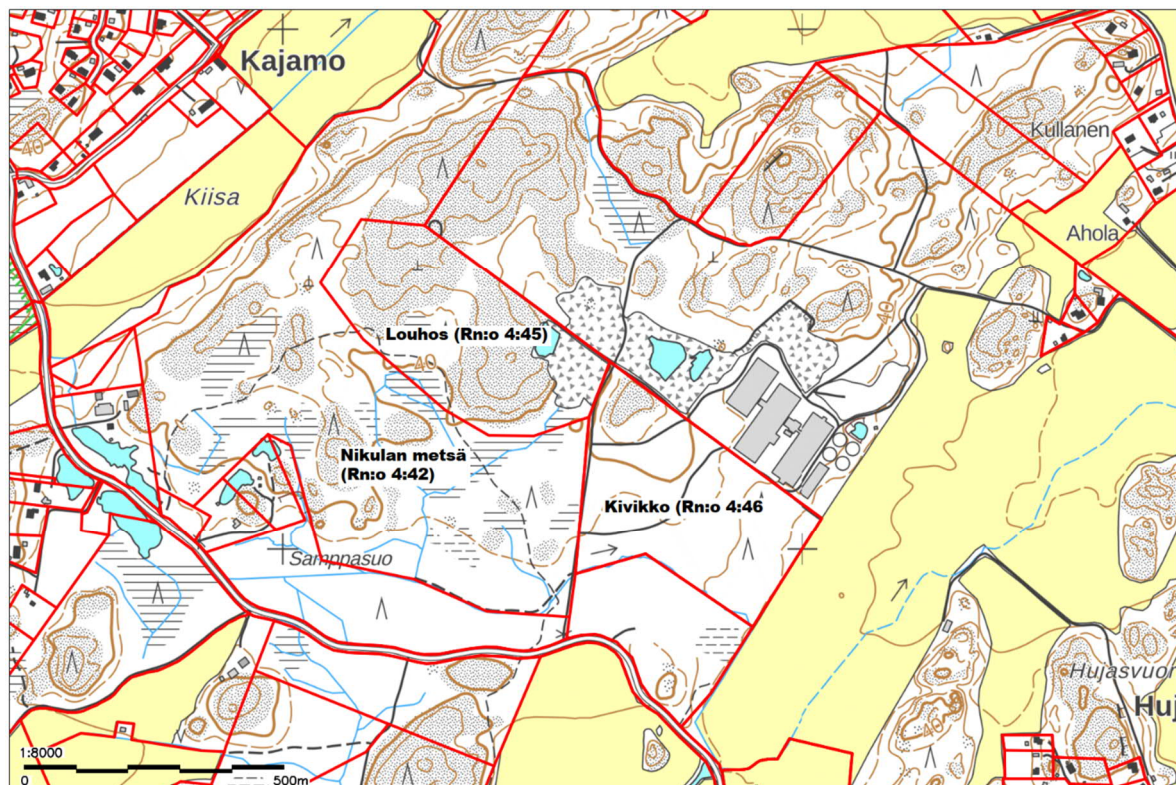 Kajamo
Kullanen
40
Kiisa
Ahola
40
Louhos (Rn:o 4:45)
40
Nikulan metsä
(Rn:o 4:42)
Kivikko (Rn:o 4:46
Samppasuo
Hujasvuor
Huj
40
1:8000
0
500m